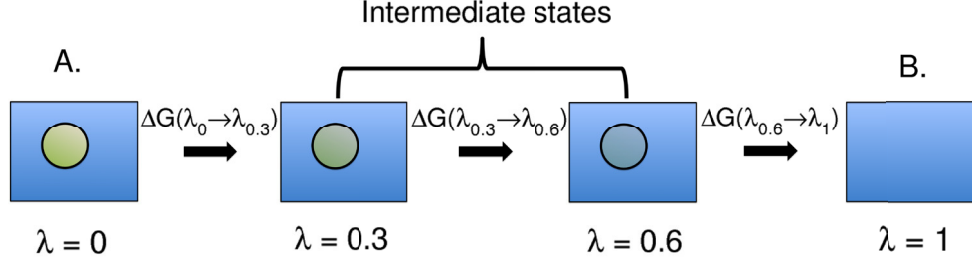 Intermediate states
A.
B.
ΔG(λ₀→λ₀.₃)
ΔG(λ₀.₃→λ₀.₆)
ΔG(λ₀.₆→λ₁)
λ = 0
λ = 0.3
λ = 0.6
λ = 1